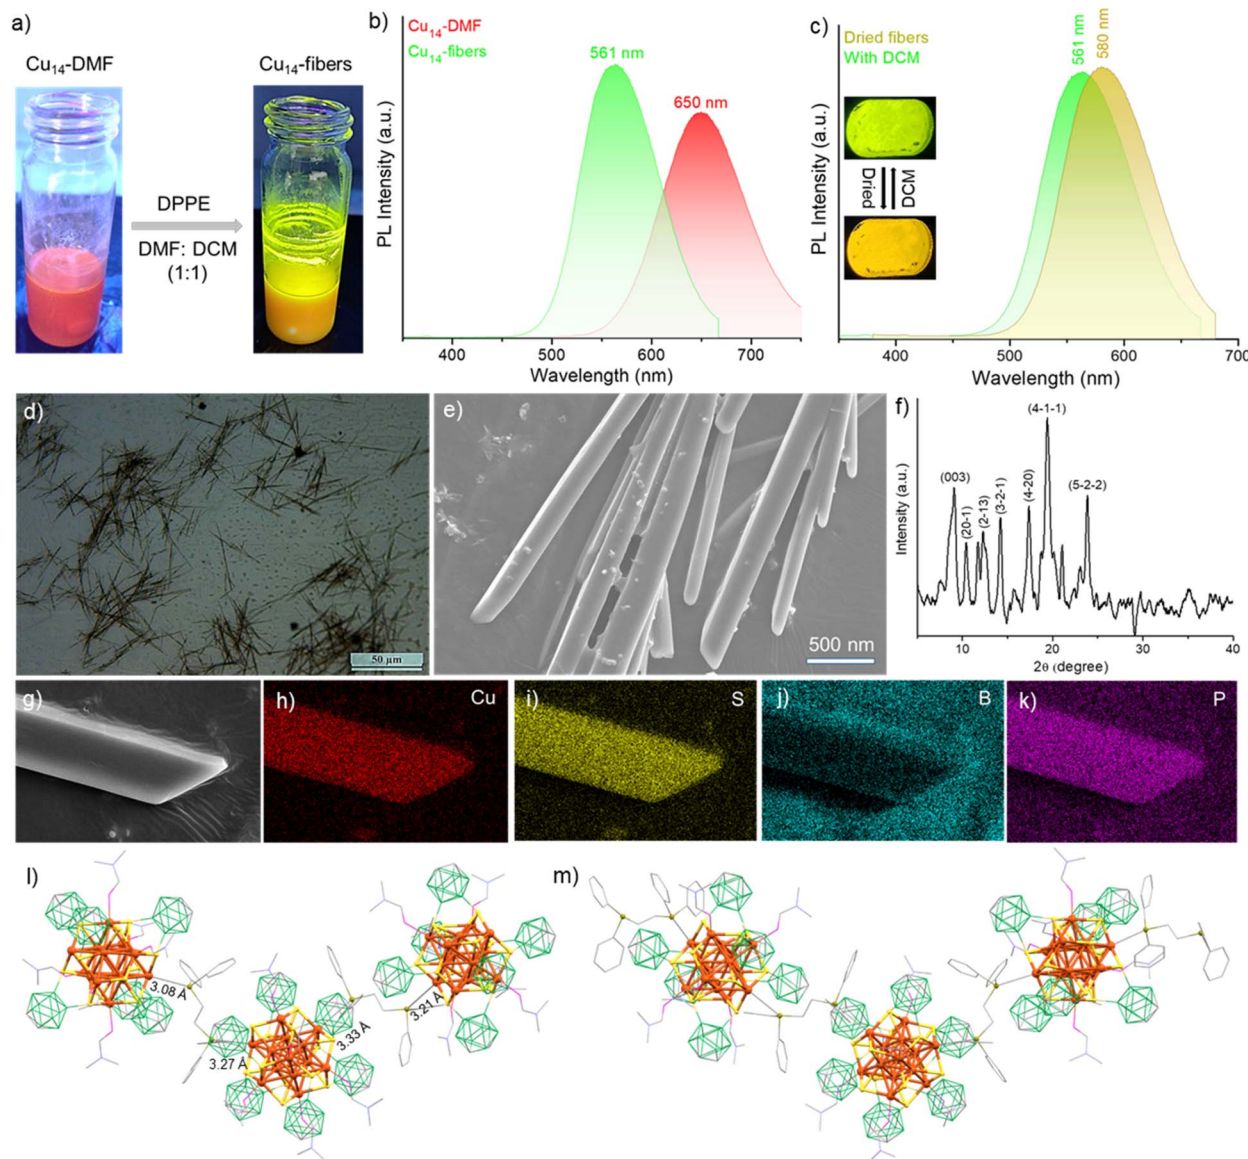 a)
Cu14-DMF
Cu14-fibers
DPPE
DMF: DCM
(1:1)
b)
Cu14-DMF
Cu14-fibers
561 nm
650 nm
PL Intensity (a.u.)
400
500
600
700
Wavelength (nm)
c)
Dried fibers
With DCM
561 nm
580 nm
Dried
DCM
PL Intensity (a.u.)
400
500
600
700
Wavelength (nm)
d)
50 µm
e)
500 nm
f)
(003)
(20-1)
(2-13)
(3-2-1)
(4-20)
(4-1-1)
(5-2-2)
Intensity (a.u.)
10
20
30
40
2θ (degree)
g)
h)
Cu
i)
S
j)
B
k)
P
l)
3.08 Å
3.27 Å
3.33 Å
3.21 Å
m)